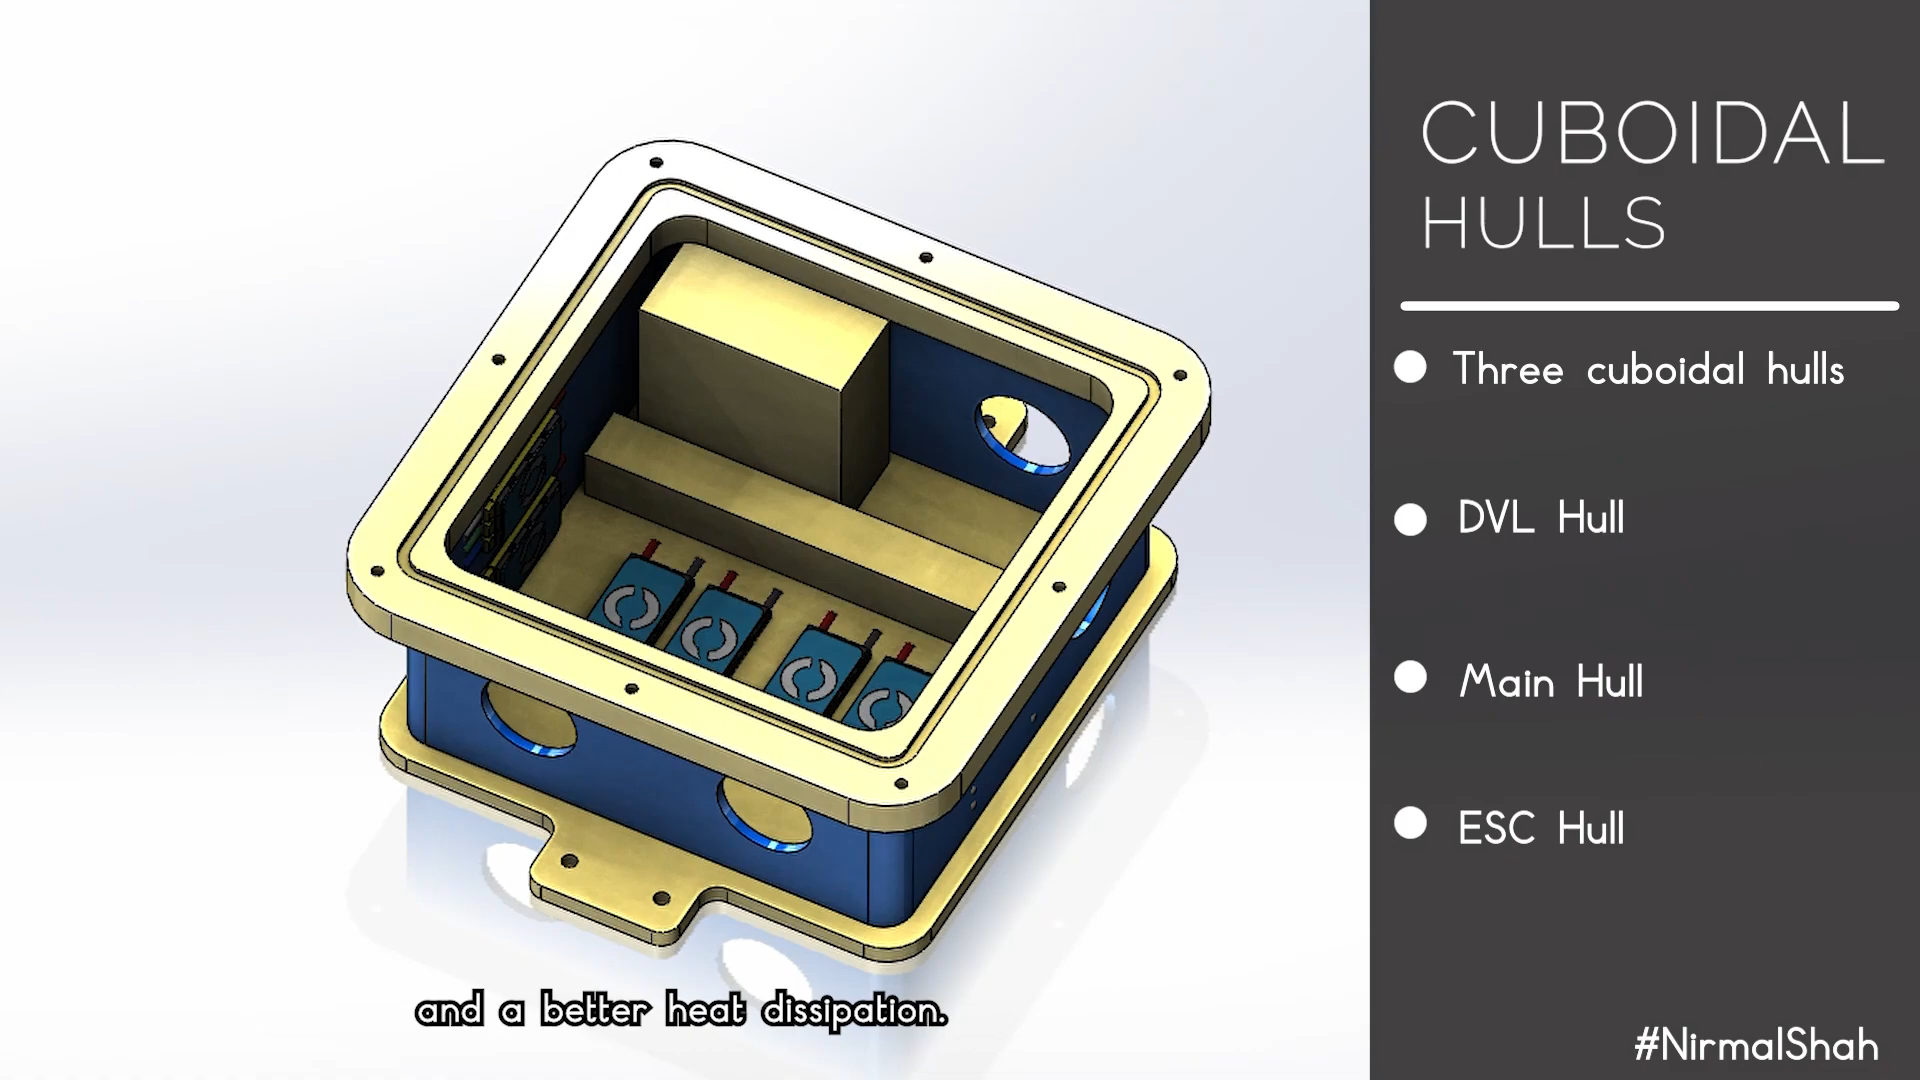 CUBOIDAL
HULLS
Three cuboidal hulls
DVL Hull
Main Hull
ESC Hull
and a better heat dissipation.
#NirmalShah